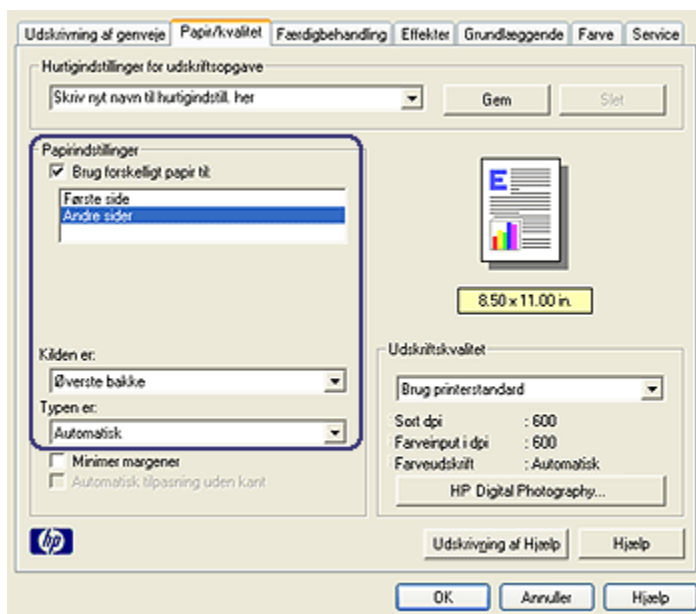 Udskrivning af genveje Papir/kvalitet Færdigbehandling Effekter Grundlæggende Farve Service
Hurtigindstillinger for udskriftsopgave
Skriv nyt navn til hurtigindstill. her
Gem
Slet
Papirindstillinger
Brug forskelligt papir til:
Første side
Andre sider
Kilden er:
Øverste bakke
Typen er:
Automatisk
Minimer margener
Automatisk tilpasning uden kant
E
8.50 x 11.00 in.
Udskriftskvalitet
Brug printerstandard
Sort dpi : 600
Farveinput i dpi : 600
Farveudskrift : Automatisk
HP Digital Photography...
hp
Udskrivning af Hjælp
Hjælp
OK
Annuller
Hjælp